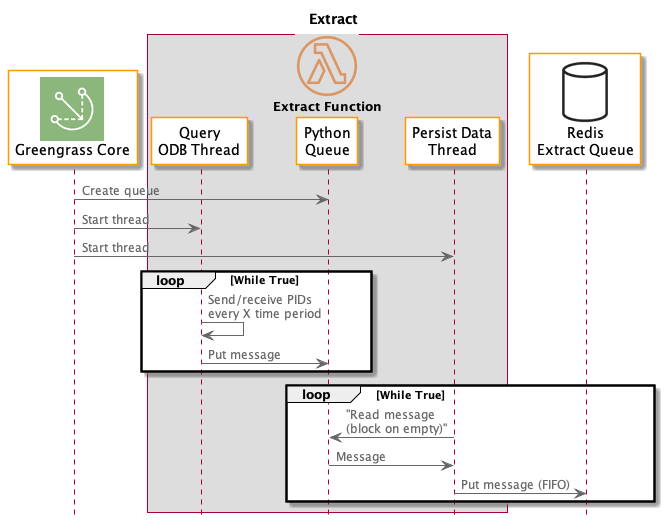 Extract
Extract Function
Greengrass Core
Query
ODB Thread
Python
Queue
Persist Data
Thread
Redis
Extract Queue
Create queue
Start thread
Start thread
loop [While True]
Send/receive PIDs
every X time period
Put message
loop [While True]
"Read message
(block on empty)"
Message
Put message (FIFO)